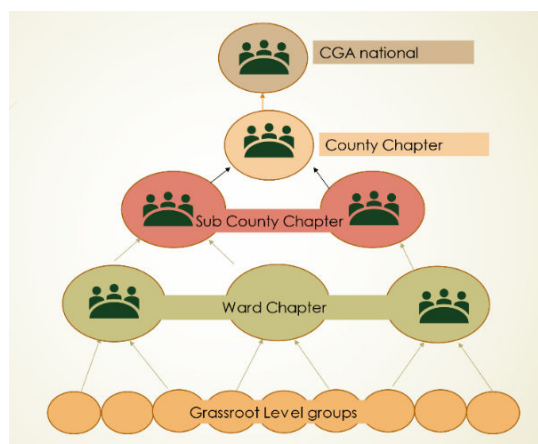 CGA national
County Chapter
Sub County Chapter
Ward Chapter
Grassroot Level groups